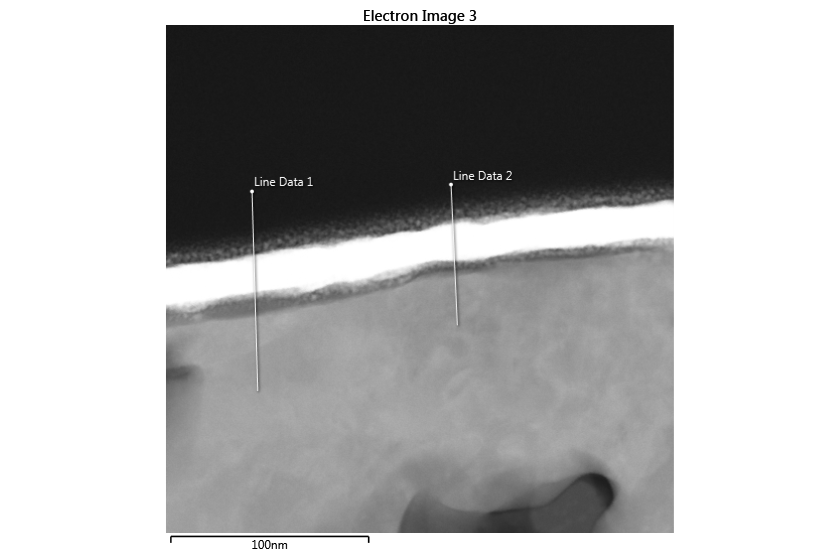 Electron Image 3
Line Data 1
Line Data 2
100nm